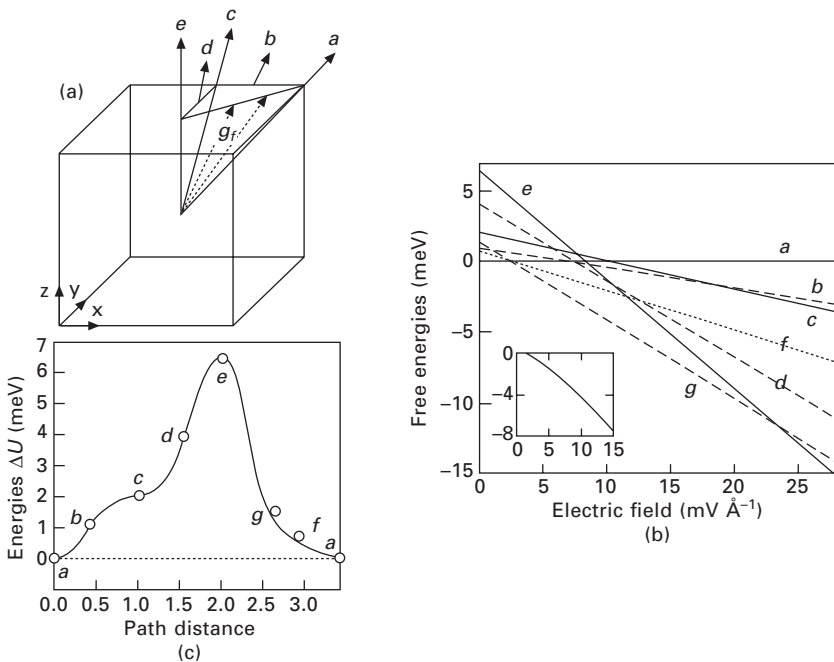 (a)
e
d
c
b
a
g f
z
y
x
7
6
5
4
3
2
1
0
Energies ΔU (meV)
a
b
c
d
e
g
f
a
0.0 0.5 1.0 1.5 2.0 2.5 3.0
Path distance
(c)
5
0
−5
−10
−15
Free energies (meV)
e
a
b
c
f
d
g
0
−4
−8
0 5 10 15
0 5 10 15 20 25
Electric field (mV Å⁻¹)
(b)